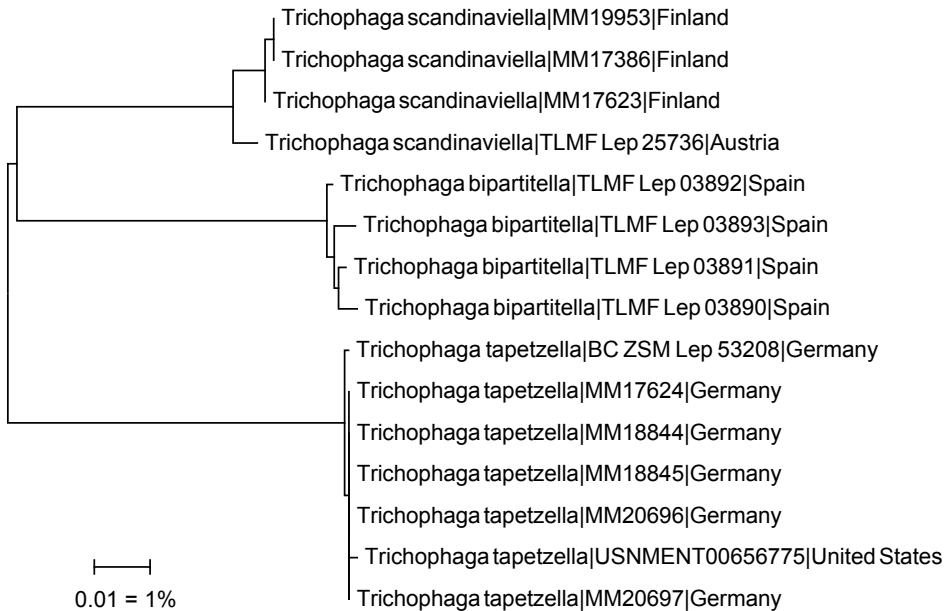 Trichophaga scandinaviella|MM19953|Finland
Trichophaga scandinaviella|MM17386|Finland
Trichophaga scandinaviella|MM17623|Finland
Trichophaga scandinaviella|TLMF Lep 25736|Austria
Trichophaga bipartitella|TLMF Lep 03892|Spain
Trichophaga bipartitella|TLMF Lep 03893|Spain
Trichophaga bipartitella|TLMF Lep 03891|Spain
Trichophaga bipartitella|TLMF Lep 03890|Spain
Trichophaga tapetzella|BC ZSM Lep 53208|Germany
Trichophaga tapetzella|MM17624|Germany
Trichophaga tapetzella|MM18844|Germany
Trichophaga tapetzella|MM18845|Germany
Trichophaga tapetzella|MM20696|Germany
Trichophaga tapetzella|USNMENT00656775|United States
Trichophaga tapetzella|MM20697|Germany
0.01 = 1%